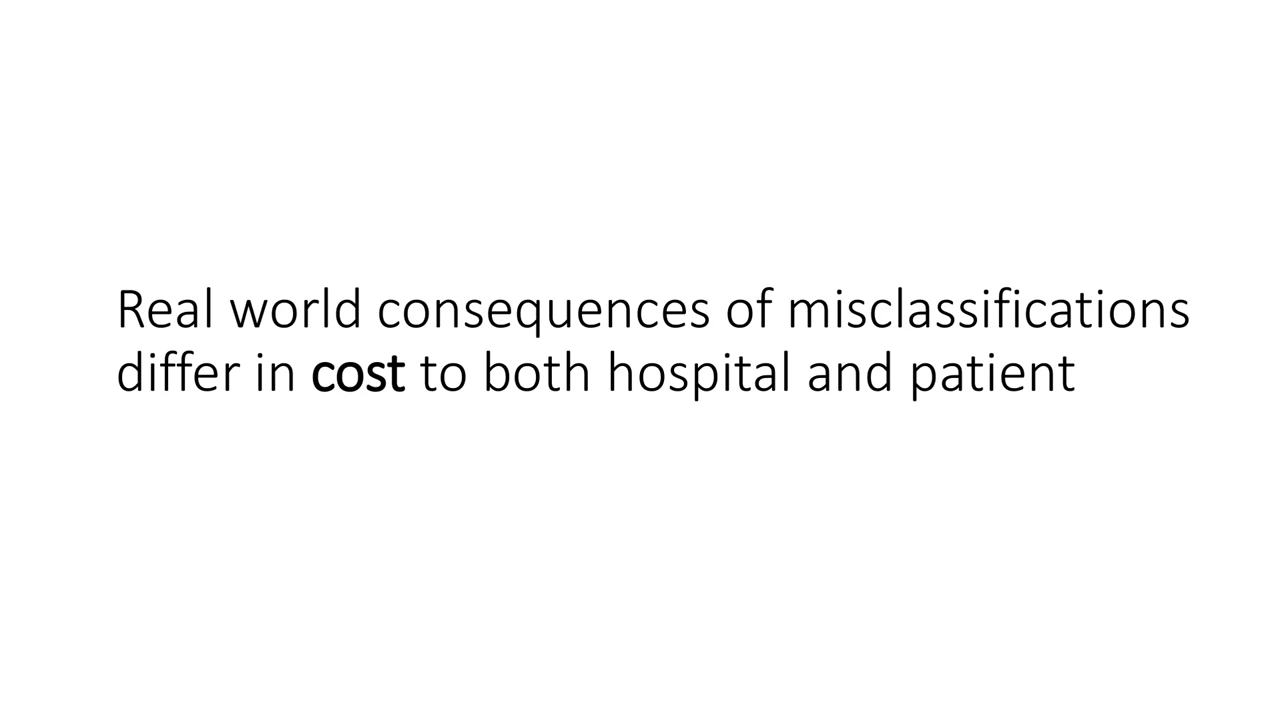 Real world consequences of misclassifications
differ in cost to both hospital and patient